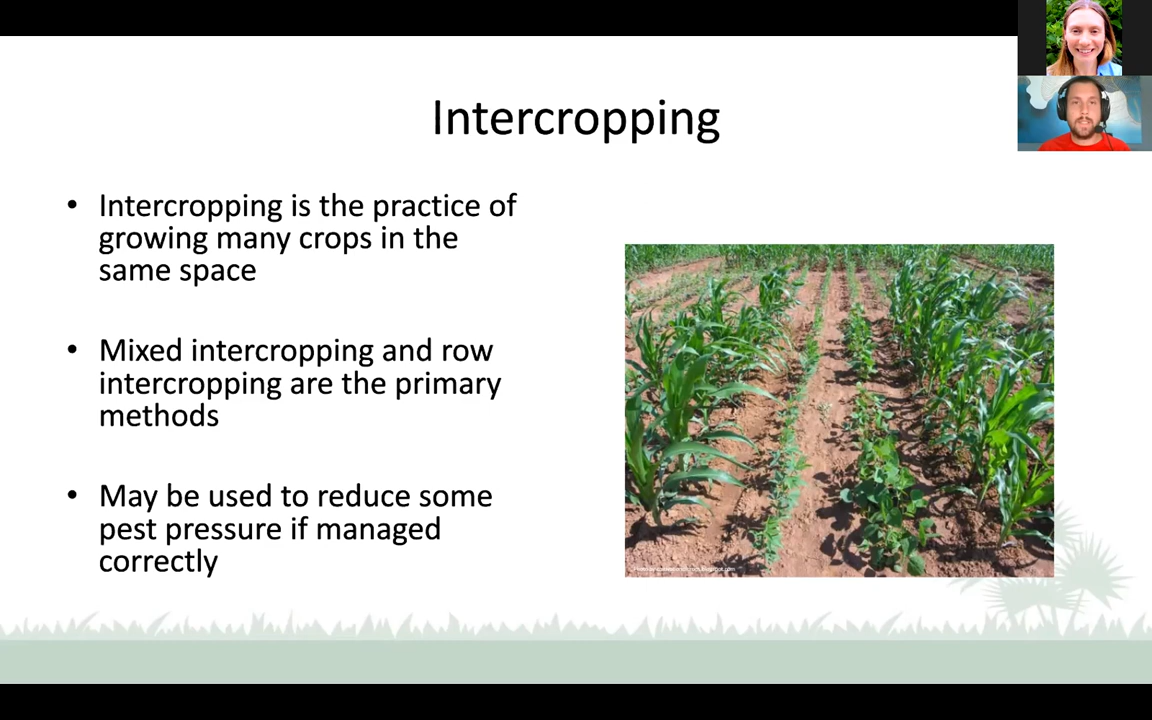 Intercropping
• Intercropping is the practice of
growing many crops in the
same space
• Mixed intercropping and row
intercropping are the primary
methods
• May be used to reduce some
pest pressure if managed
correctly